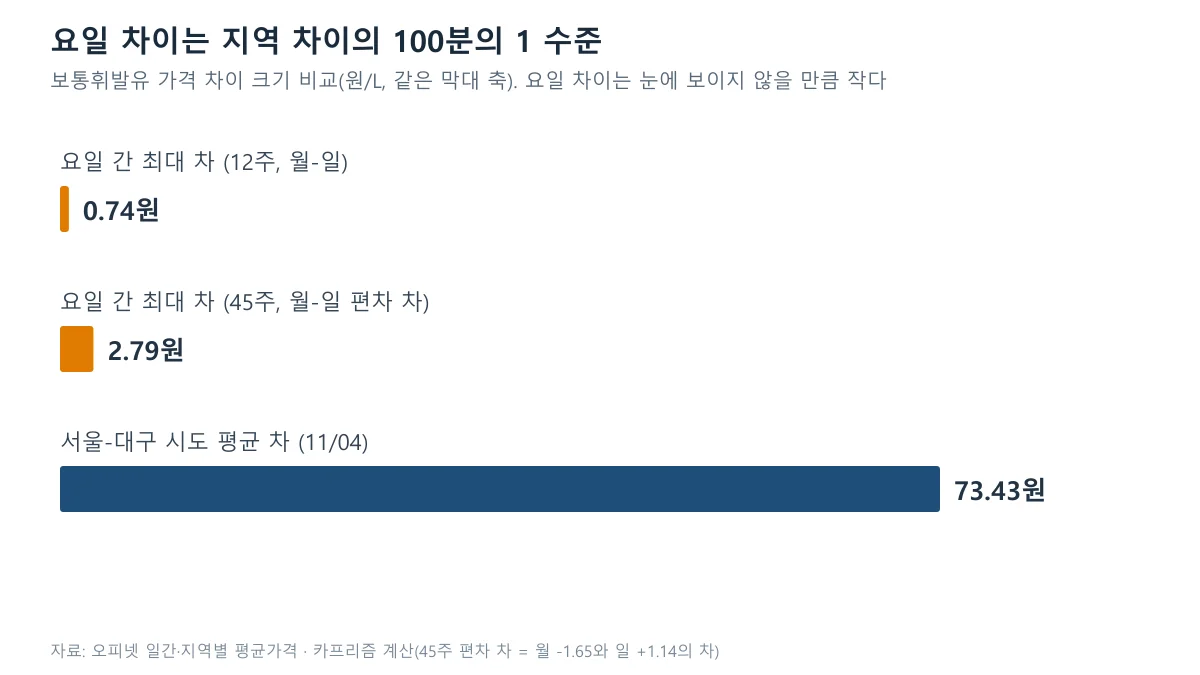 요일 차이는 지역 차이의 100분의 1 수준
보통휘발유 가격 차이 크기 비교(원/L, 같은 막대 축). 요일 차이는 눈에 보이지 않을 만큼 작다
요일 간 최대 차 (12주, 월-일)
0.74원
요일 간 최대 차 (45주, 월-일 편차 차)
2.79원
서울-대구 시도 평균 차 (11/04)
73.43원
자료: 오피넷 일간·지역별 평균가격 · 카프리즘 계산(45주 편차 차 = 월 -1.65와 일 +1.14의 차)